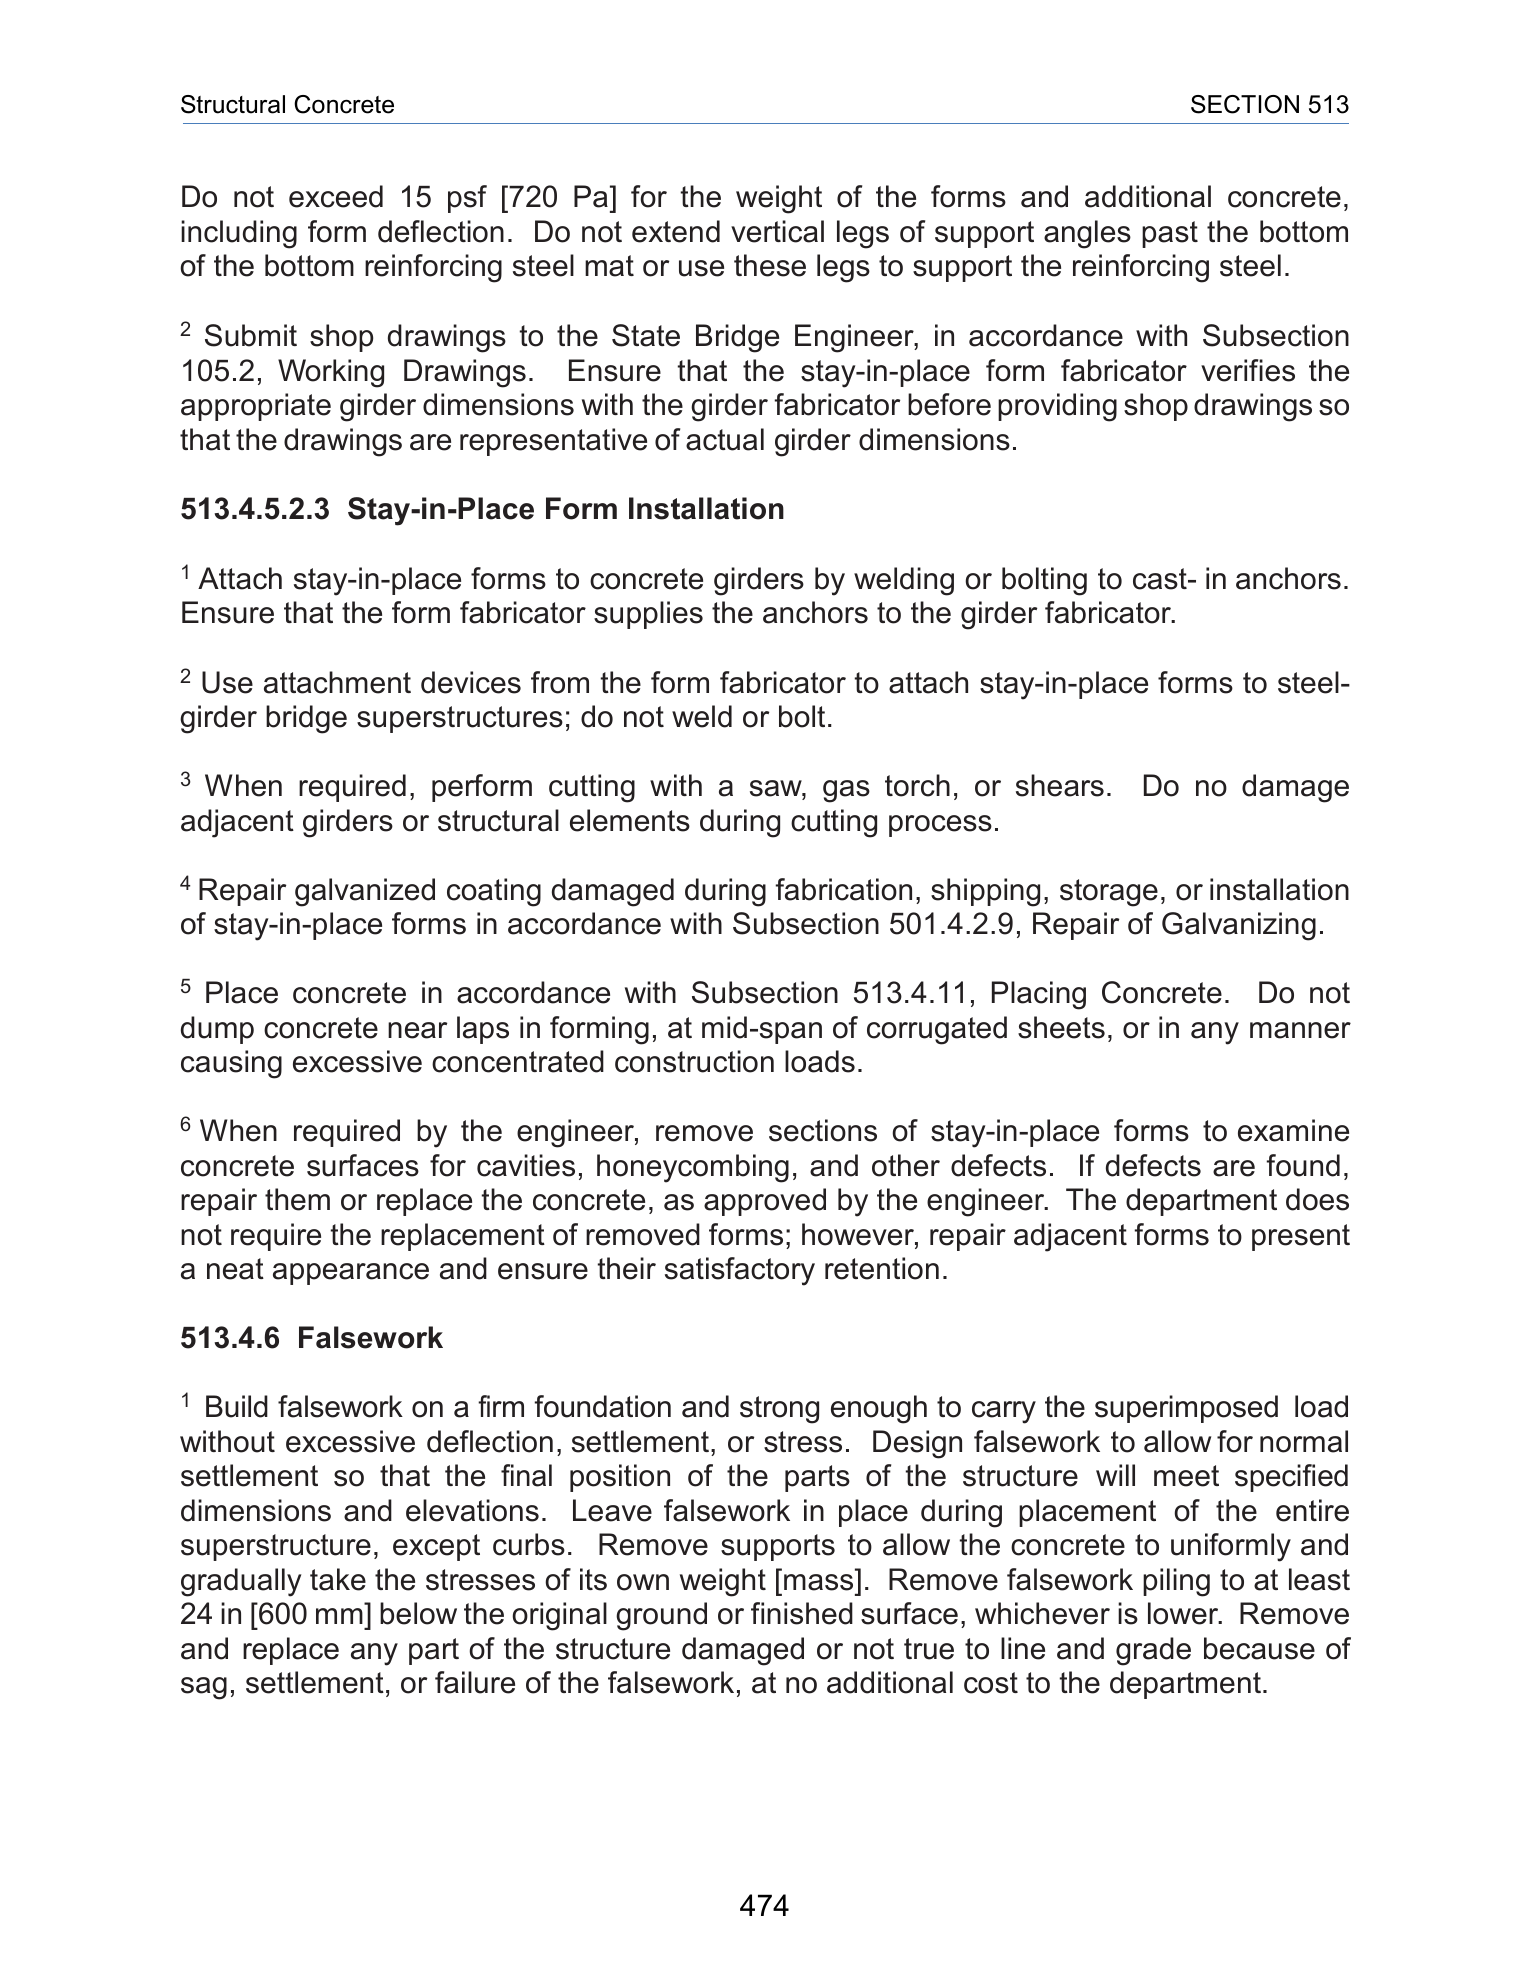 Structural Concrete SECTION 513
Do not exceed 15 psf [720 Pa] for the weight of the forms and additional concrete,
including form deflection. Do not extend vertical legs of support angles past the bottom
of the bottom reinforcing steel mat or use these legs to support the reinforcing steel.
2 Submit shop drawings to the State Bridge Engineer, in accordance with Subsection
105.2, Working Drawings. Ensure that the stay-in-place form fabricator verifies the
appropriate girder dimensions with the girder fabricator before providing shop drawings so
that the drawings are representative of actual girder dimensions.
513.4.5.2.3 Stay-in-Place Form Installation
1 Attach stay-in-place forms to concrete girders by welding or bolting to cast- in anchors.
Ensure that the form fabricator supplies the anchors to the girder fabricator.
2 Use attachment devices from the form fabricator to attach stay-in-place forms to steel-
girder bridge superstructures; do not weld or bolt.
3 When required, perform cutting with a saw, gas torch, or shears. Do no damage
adjacent girders or structural elements during cutting process.
4 Repair galvanized coating damaged during fabrication, shipping, storage, or installation
of stay-in-place forms in accordance with Subsection 501.4.2.9, Repair of Galvanizing.
5 Place concrete in accordance with Subsection 513.4.11, Placing Concrete. Do not
dump concrete near laps in forming, at mid-span of corrugated sheets, or in any manner
causing excessive concentrated construction loads.
6 When required by the engineer, remove sections of stay-in-place forms to examine
concrete surfaces for cavities, honeycombing, and other defects. If defects are found,
repair them or replace the concrete, as approved by the engineer. The department does
not require the replacement of removed forms; however, repair adjacent forms to present
a neat appearance and ensure their satisfactory retention.
513.4.6 Falsework
1 Build falsework on a firm foundation and strong enough to carry the superimposed load
without excessive deflection, settlement, or stress. Design falsework to allow for normal
settlement so that the final position of the parts of the structure will meet specified
dimensions and elevations. Leave falsework in place during placement of the entire
superstructure, except curbs. Remove supports to allow the concrete to uniformly and
gradually take the stresses of its own weight [mass]. Remove falsework piling to at least
24 in [600 mm] below the original ground or finished surface, whichever is lower. Remove
and replace any part of the structure damaged or not true to line and grade because of
sag, settlement, or failure of the falsework, at no additional cost to the department.
474